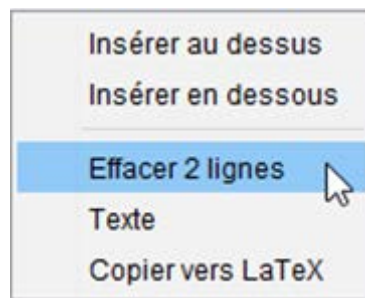 Insérer au dessus
Insérer en dessous
Effacer 2 lignes
Texte
Copier vers LaTeX